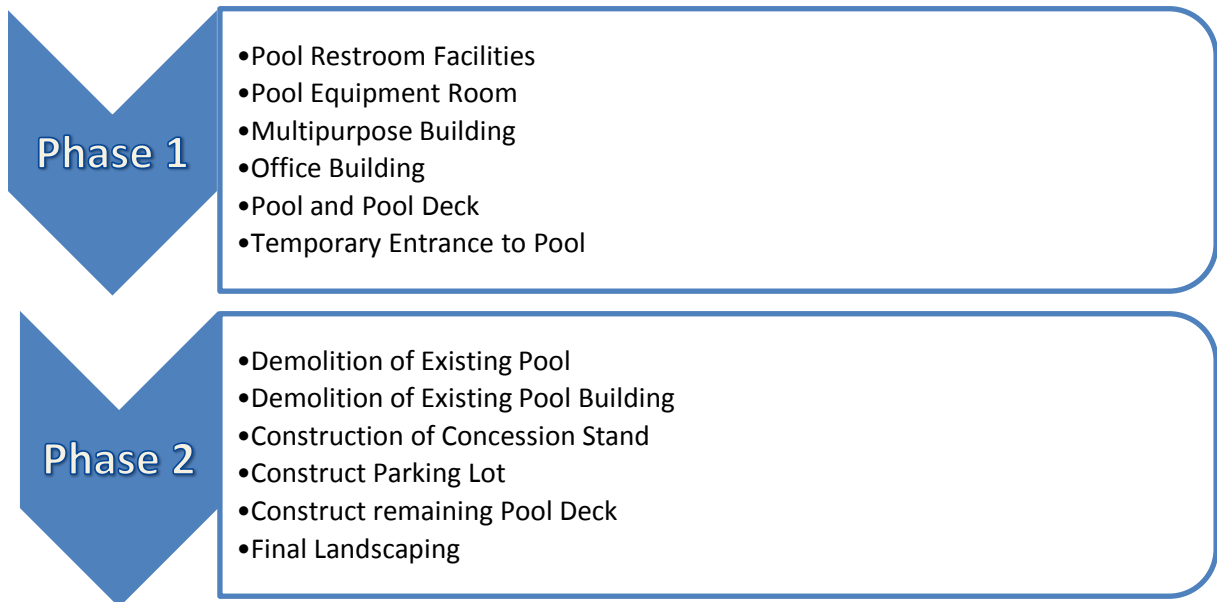 Phase 1
•Pool Restroom Facilities
•Pool Equipment Room
•Multipurpose Building
•Office Building
•Pool and Pool Deck
•Temporary Entrance to Pool
Phase 2
•Demolition of Existing Pool
•Demolition of Existing Pool Building
•Construction of Concession Stand
•Construct Parking Lot
•Construct remaining Pool Deck
•Final Landscaping